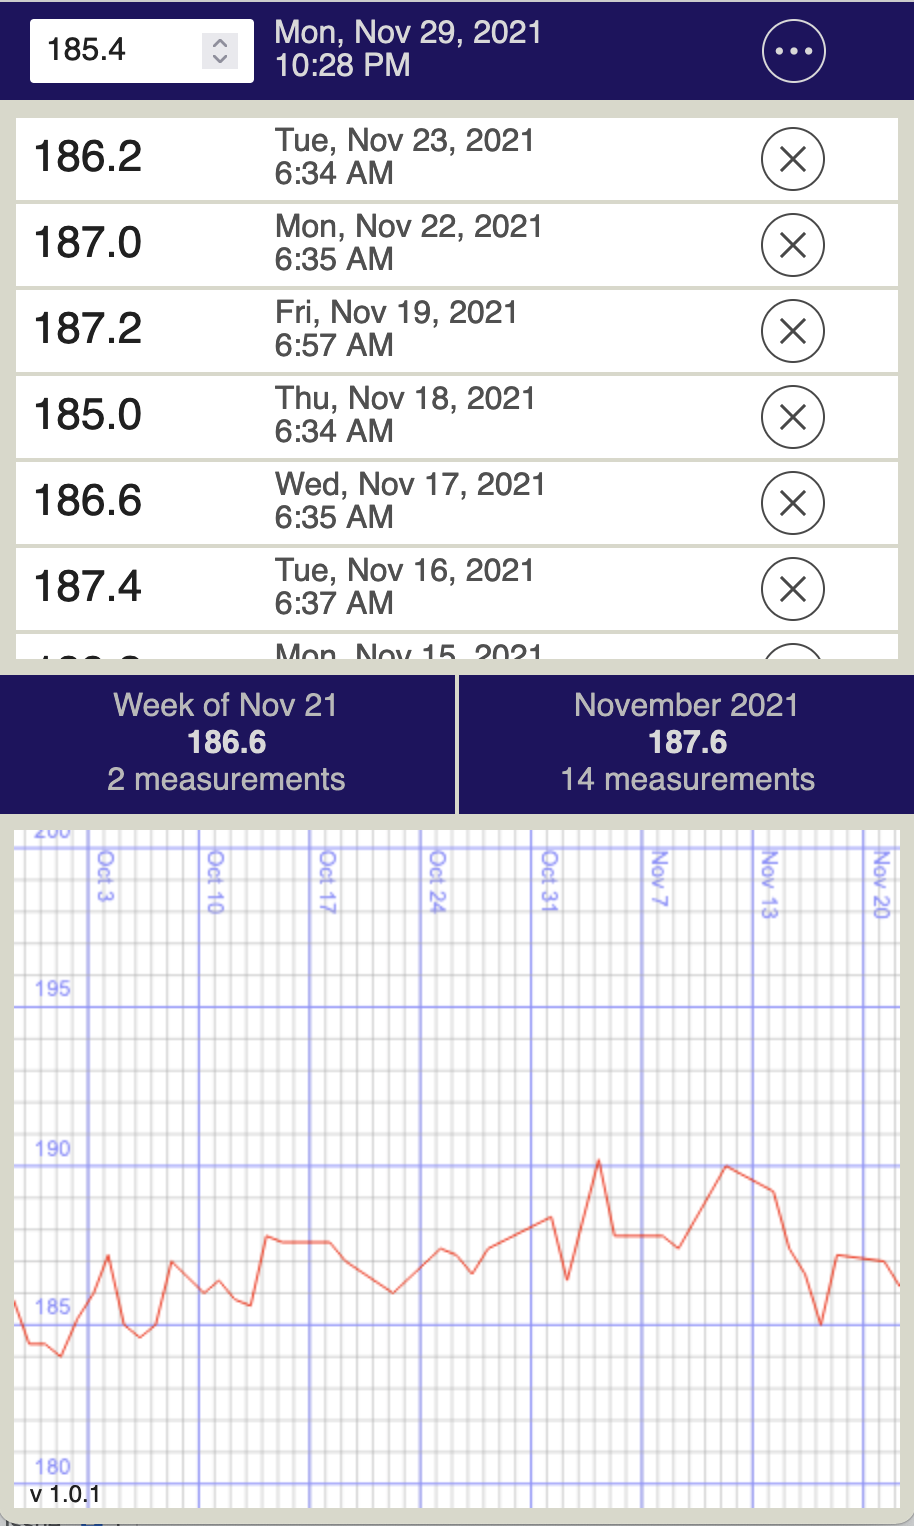 185.4
Mon, Nov 29, 2021
10:28 PM
186.2
Tue, Nov 23, 2021
6:34 AM
187.0
Mon, Nov 22, 2021
6:35 AM
187.2
Fri, Nov 19, 2021
6:57 AM
185.0
Thu, Nov 18, 2021
6:34 AM
186.6
Wed, Nov 17, 2021
6:35 AM
187.4
Tue, Nov 16, 2021
6:37 AM
Mon, Nov 15, 2021
Week of Nov 21
186.6
2 measurements
November 2021
187.6
14 measurements
200
Oct 3
Oct 10
Oct 17
Oct 24
Oct 31
Nov 7
Nov 13
Nov 20
195
190
185
180
v 1.0.1